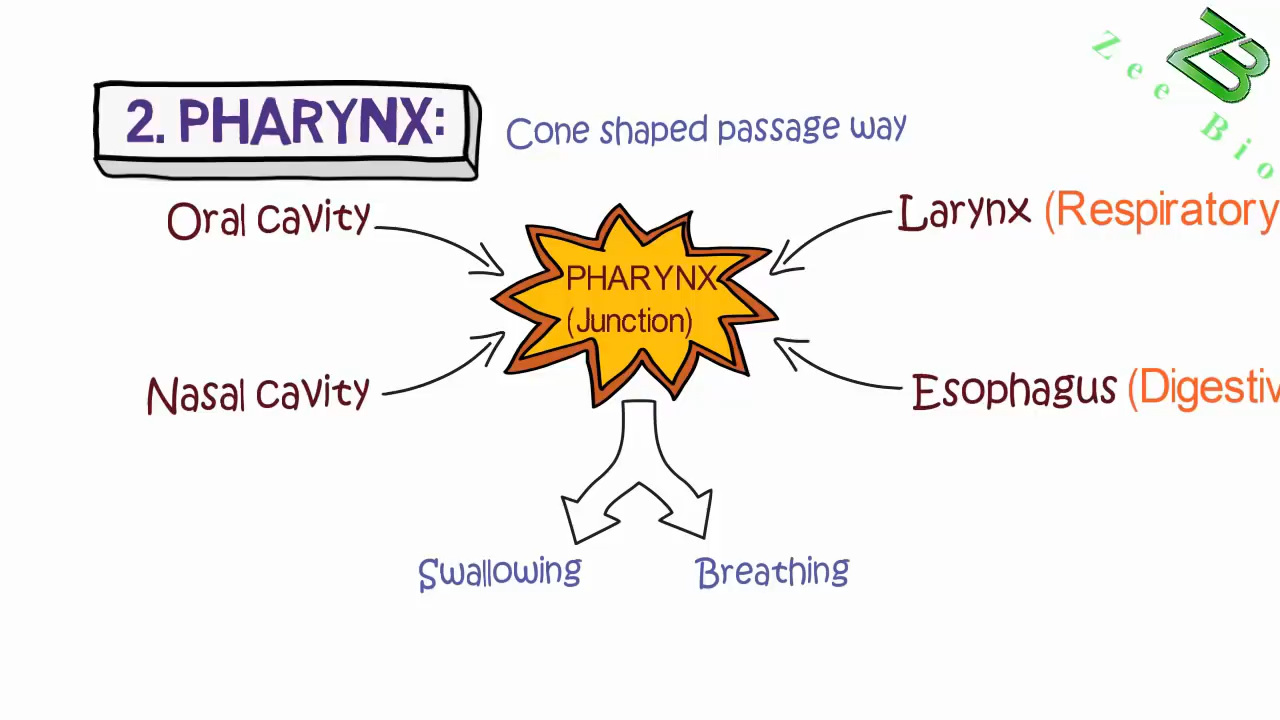 2. PHARYNX:
Cone shaped passage way
Zee Bio
ZB
Oral cavity
Larynx (Respiratory
PHARYNX
(Junction)
Nasal cavity
Esophagus (Digestiv
Swallowing
Breathing